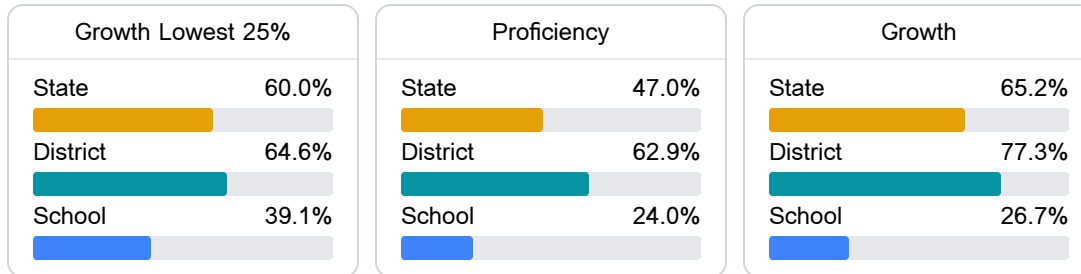 Growth Lowest 25%
State 60.0%
District 64.6%
School 39.1%
Proficiency
State 47.0%
District 62.9%
School 24.0%
Growth
State 65.2%
District 77.3%
School 26.7%